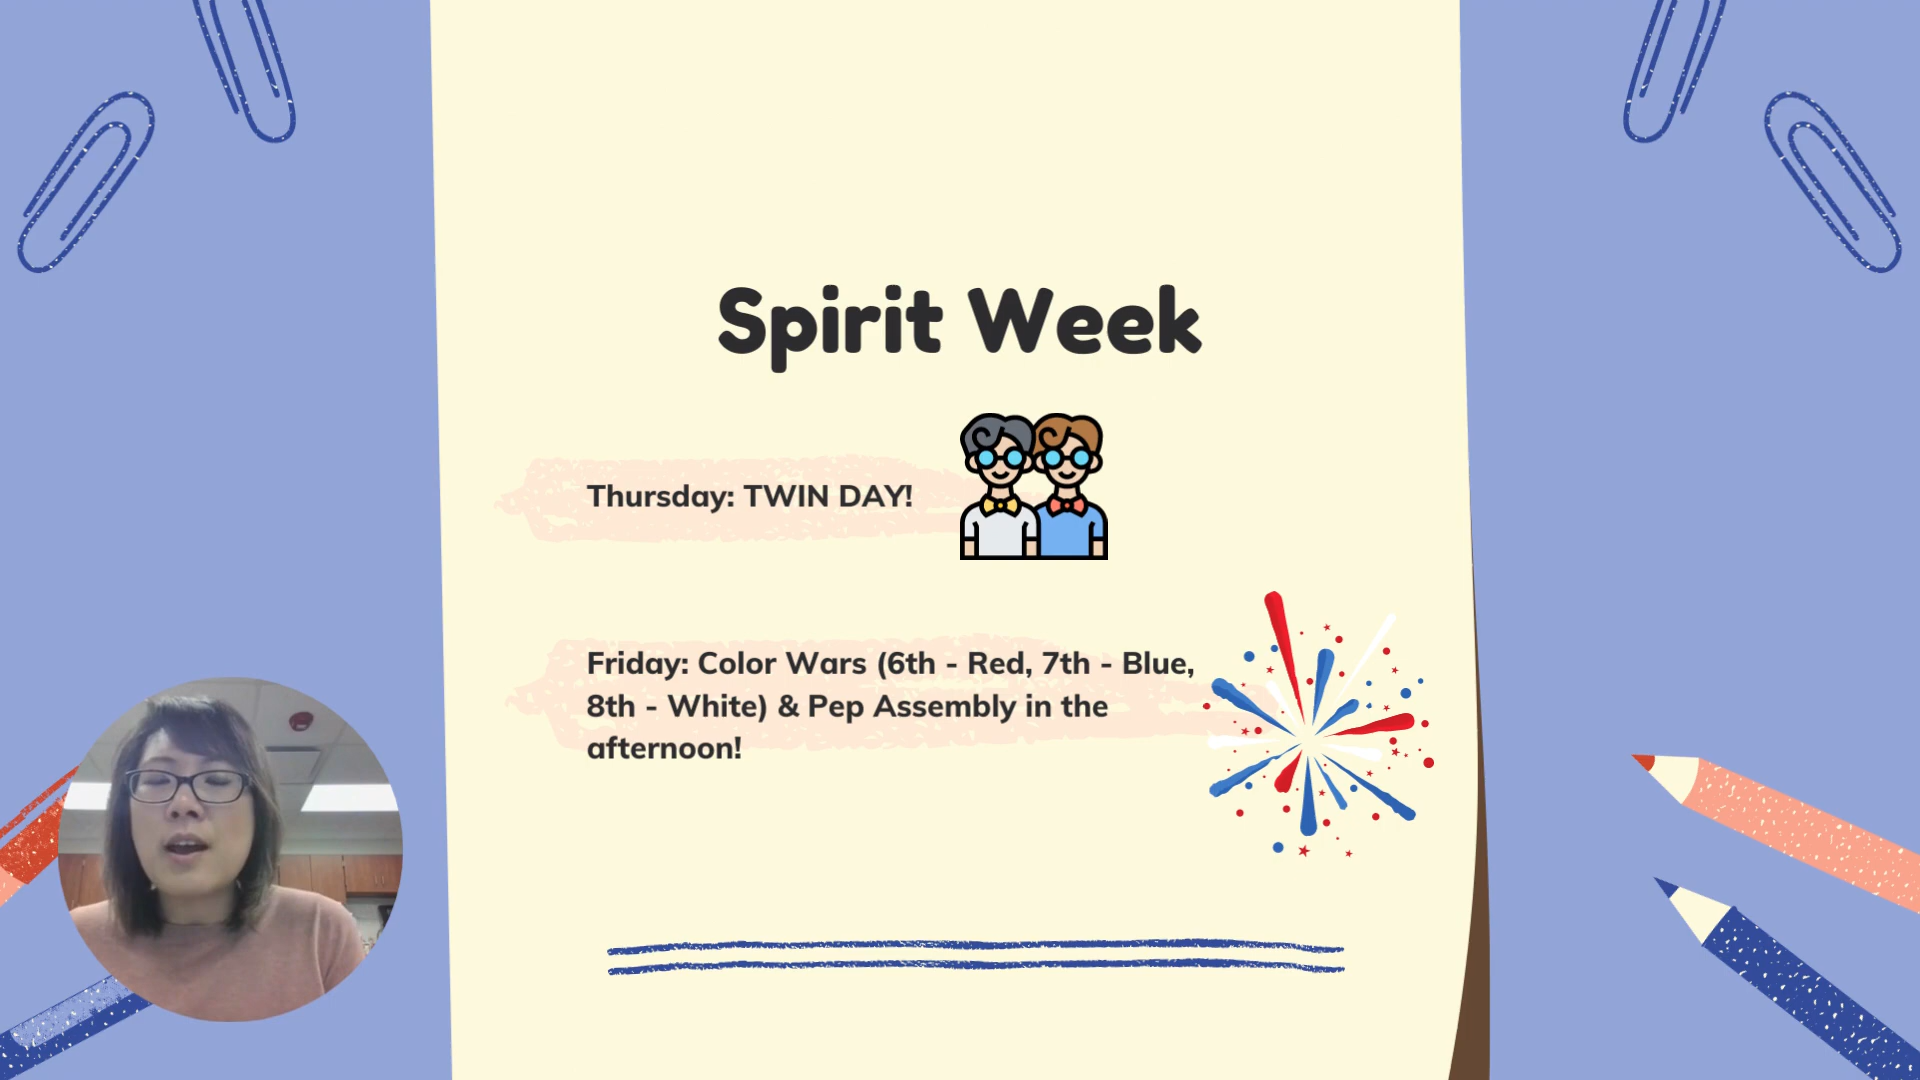 Spirit Week
Thursday: TWIN DAY!
Friday: Color Wars (6th - Red, 7th - Blue,
8th - White) & Pep Assembly in the
afternoon!